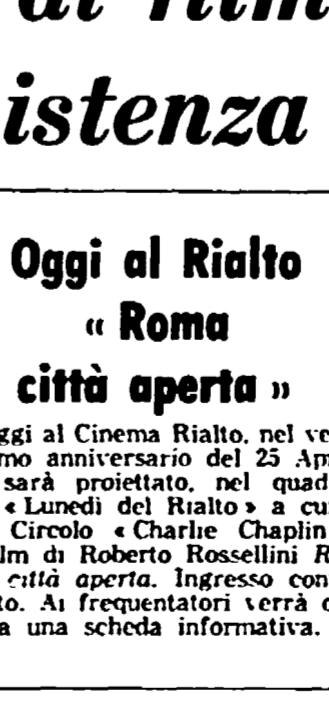 istenza
Oggi al Rialto
« Roma
città aperta »
ggi al Cinema Rialto, nel ve
mo anniversario del 25 Ap
sarà proiettato, nel quad
« Lunedì del Rialto » a cu
Circolo « Charlie Chaplin
lm di Roberto Rossellini R
città aperta. Ingresso con
to. Ai frequentatori verrà c
a una scheda informativa.